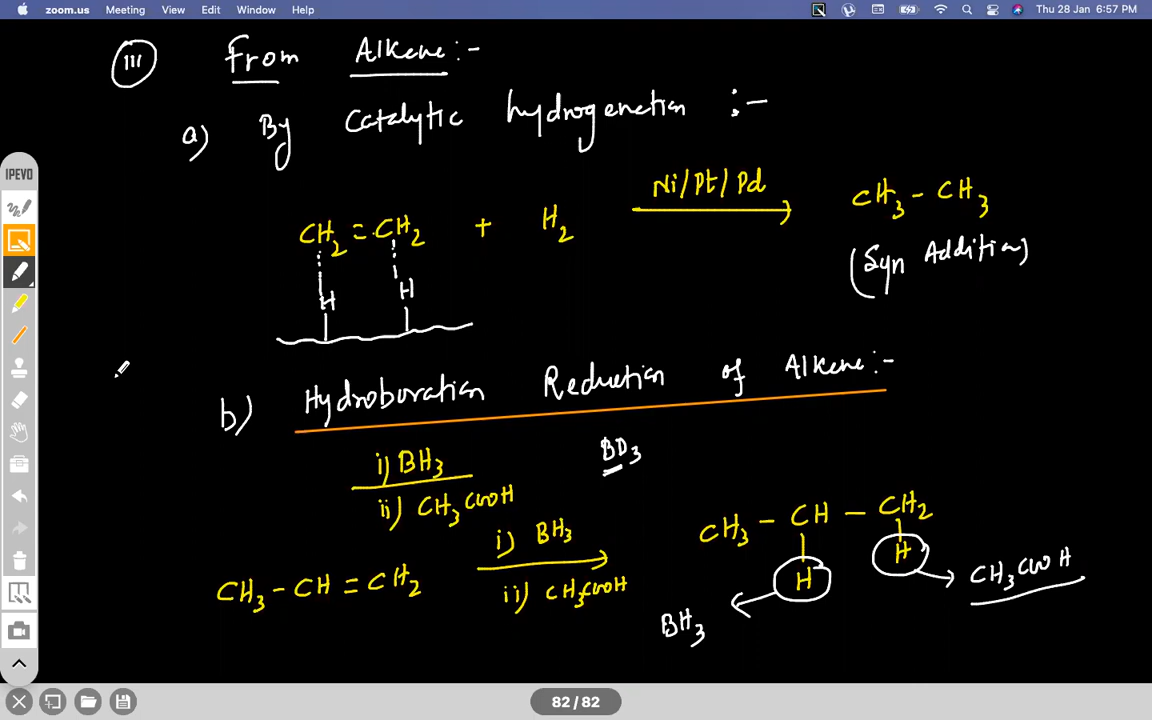 zoom.us Meeting View Edit Window Help Thu 28 Jan 6:57 PM
III From Alkene:-
a) By Catalytic hydrogenation :-
IPEVO
CH2 = CH2 + H2 Ni/Pt/Pd CH3 - CH3
(Syn Addition)
H H
b) Hydroboration Reduction of Alkene:-
BD3
i) BH3
ii) CH3COOH
CH3 - CH = CH2 i) BH3 CH3 - CH - CH2
ii) CH3COOH H H CH3COOH
BH3
82 / 82